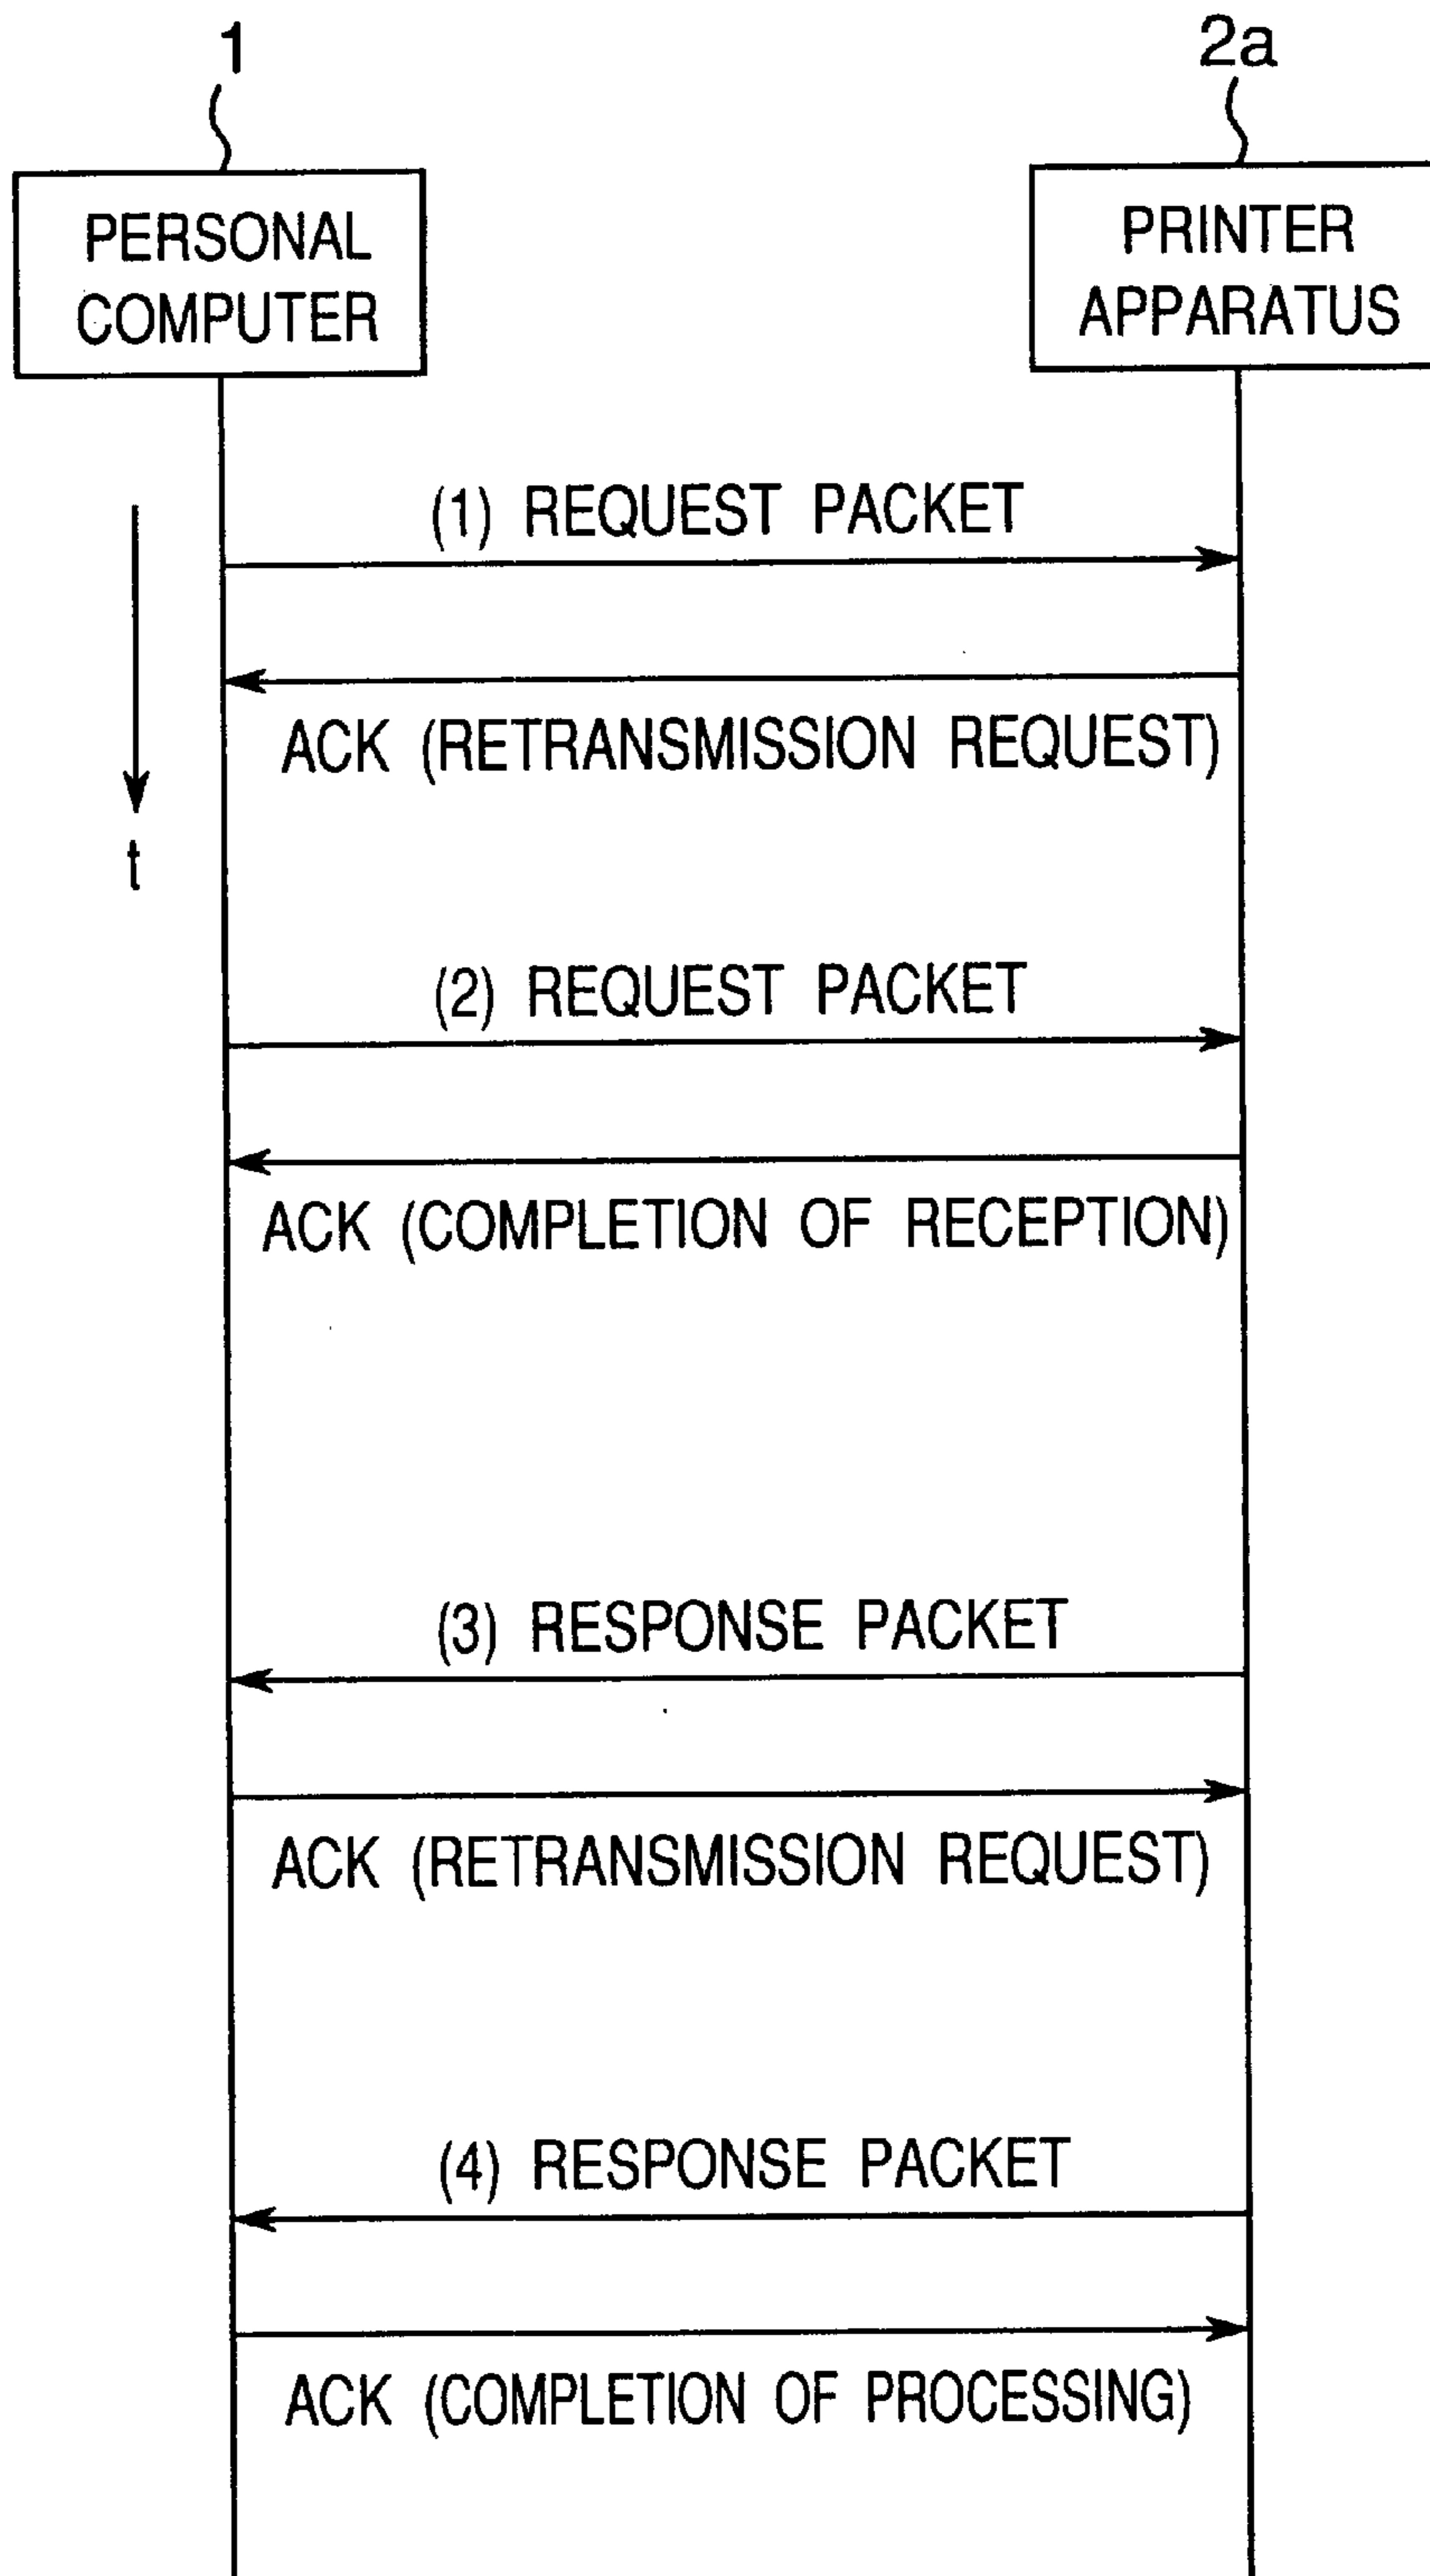 1
2a
PERSONAL
COMPUTER
PRINTER
APPARATUS
(1) REQUEST PACKET
ACK (RETRANSMISSION REQUEST)
t
(2) REQUEST PACKET
ACK (COMPLETION OF RECEPTION)
(3) RESPONSE PACKET
ACK (RETRANSMISSION REQUEST)
(4) RESPONSE PACKET
ACK (COMPLETION OF PROCESSING)